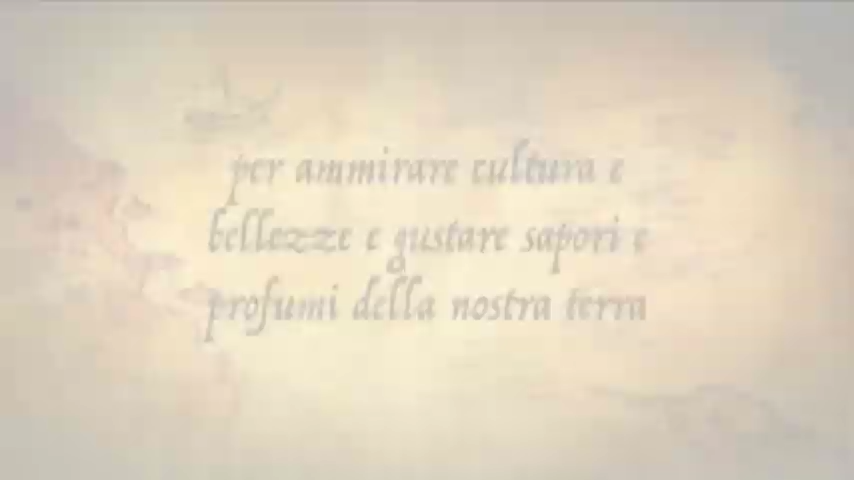 per ammirare cultura e
bellezze e gustare sapori e
profumi della nostra terra